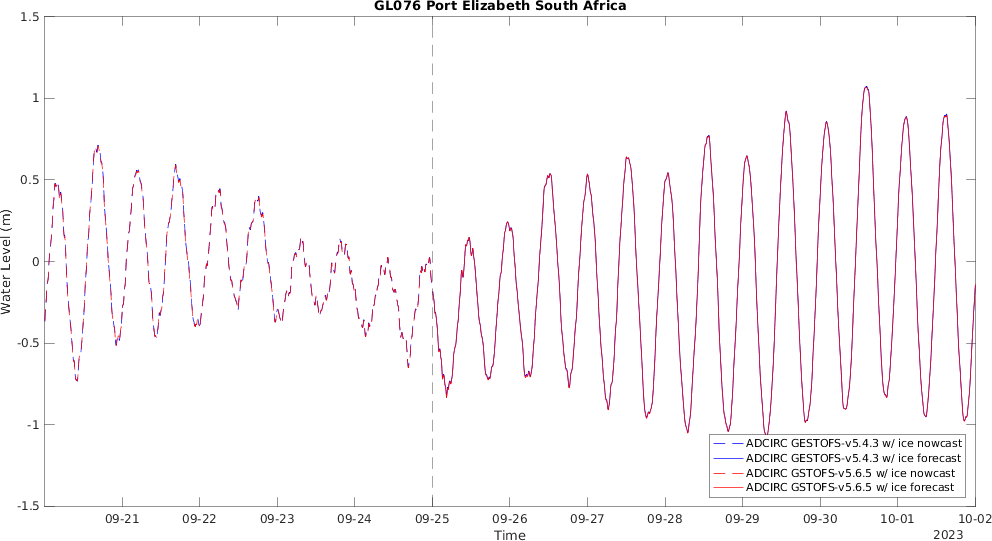 GL076 Port Elizabeth South Africa
1.5
1
0.5
0
-0.5
-1
-1.5
Water Level (m)
ADCIRC GESTOFS-v5.4.3 w/ ice nowcast
ADCIRC GESTOFS-v5.4.3 w/ ice forecast
ADCIRC GSTOFS-v5.6.5 w/ ice nowcast
ADCIRC GSTOFS-v5.6.5 w/ ice forecast
09-21 09-22 09-23 09-24 09-25 09-26 09-27 09-28 09-29 09-30 10-01 10-02
Time
2023